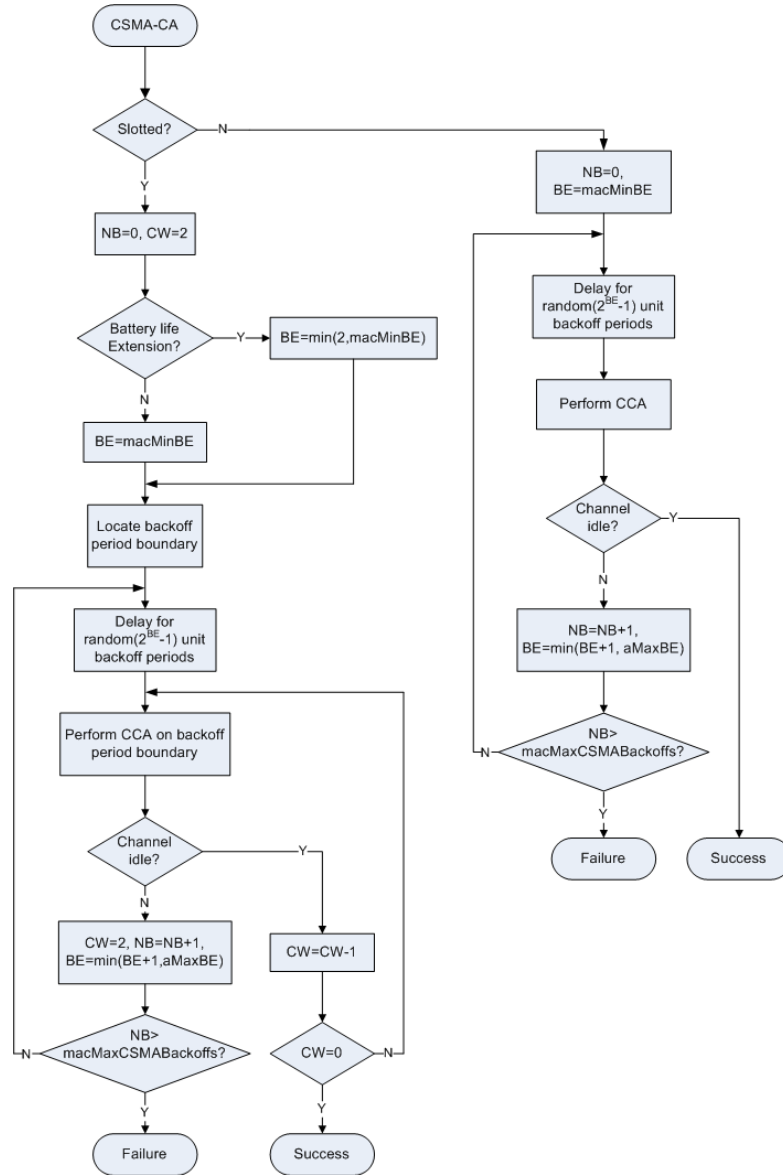 CSMA-CA
Slotted?
N
Y
NB=0, CW=2
Battery life
Extension?
Y
BE=min(2,macMinBE)
N
BE=macMinBE
Locate backoff
period boundary
Delay for
random(2^BE-1) unit
backoff periods
Perform CCA on backoff
period boundary
Channel
idle?
Y
N
CW=2, NB=NB+1,
BE=min(BE+1,aMaxBE)
CW=CW-1
NB>
macMaxCSMABackoffs?
N
CW=0
N
Y
Y
Failure
Success
NB=0,
BE=macMinBE
Delay for
random(2^BE-1) unit
backoff periods
Perform CCA
Channel
idle?
Y
N
NB=NB+1,
BE=min(BE+1, aMaxBE)
NB>
macMaxCSMABackoffs?
N
Y
Failure
Success